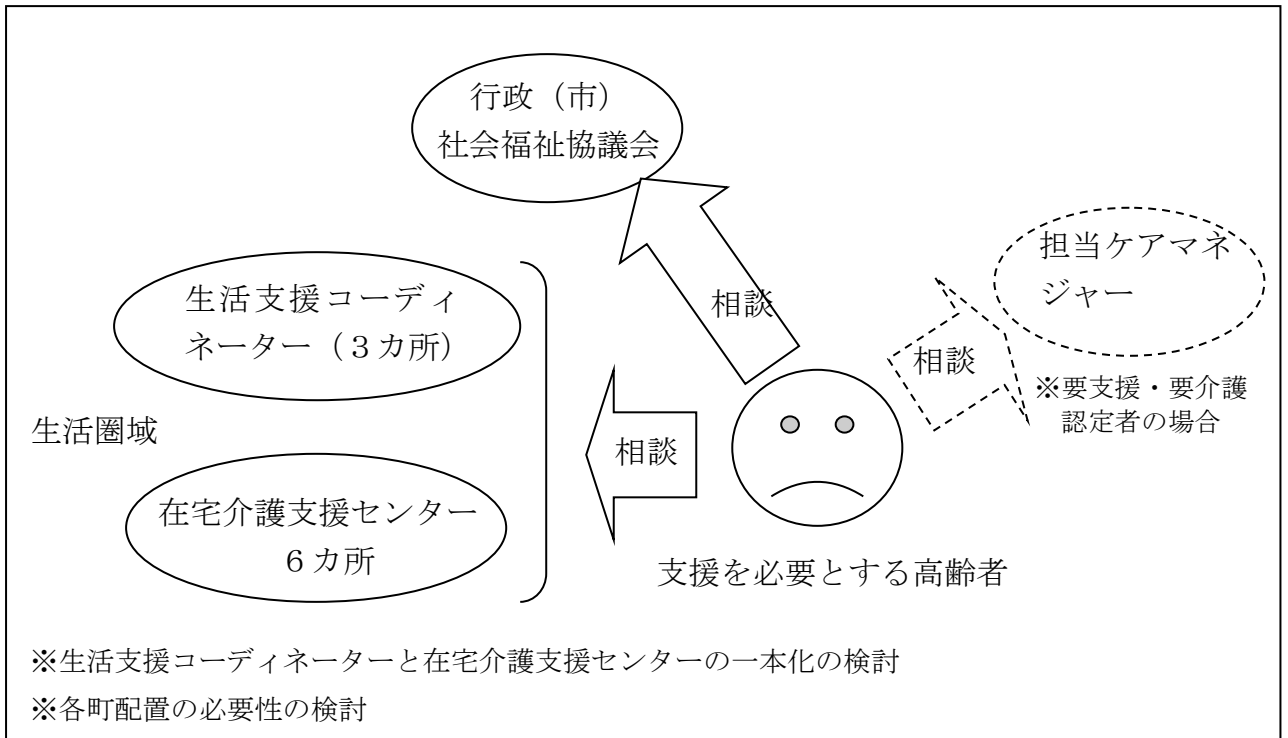 行政（市）
社会福祉協議会
担当ケアマネ
ジャー
相談
生活支援コーディ
ネーター（３カ所）
相談
※要支援・要介護
認定者の場合
生活圏域
相談
在宅介護支援センター
６カ所
支援を必要とする高齢者
※生活支援コーディネーターと在宅介護支援センターの一本化の検討
※各町配置の必要性の検討